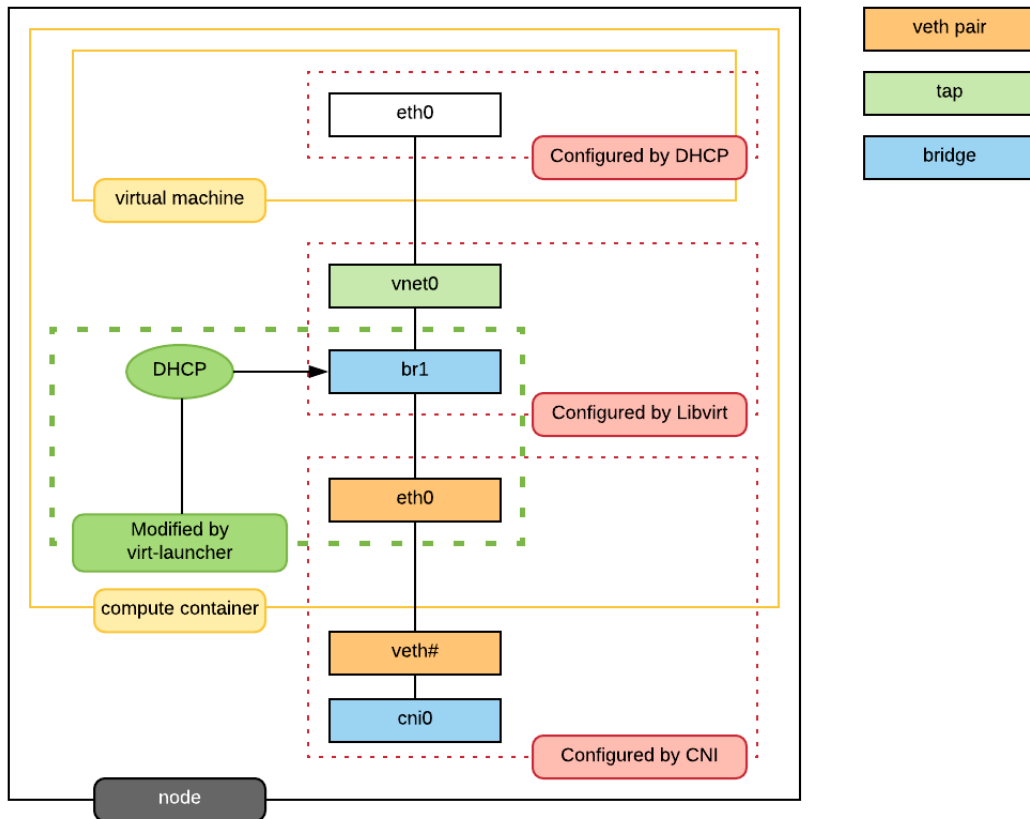 veth pair
tap
bridge
eth0
Configured by DHCP
virtual machine
vnet0
DHCP
br1
Configured by Libvirt
eth0
Modified by
virt-launcher
compute container
veth#
cni0
Configured by CNI
node